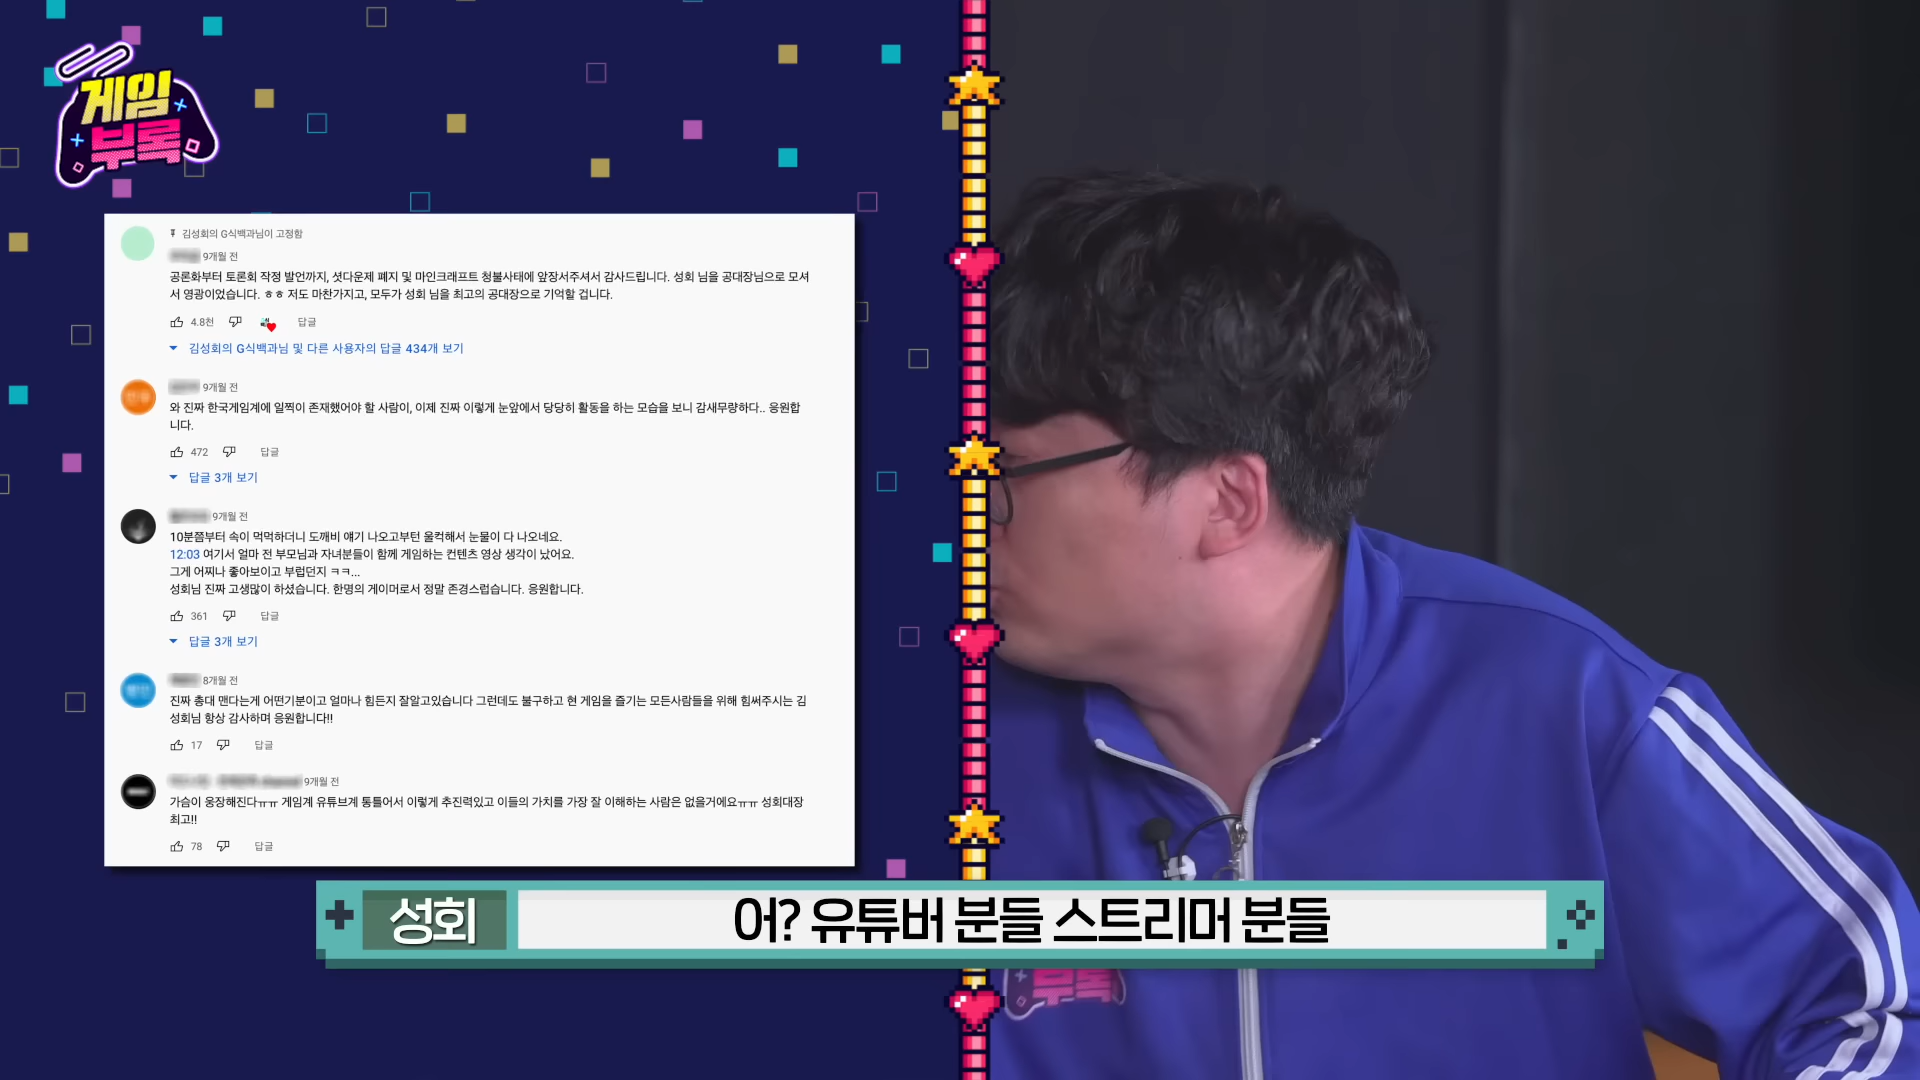 게임
부록
김성회의 G식백과님이 고정함
9개월 전
공론화부터 토론회 작정 발언까지, 셧다운제 폐지 및 마인크래프트 청불사태에 앞장서주셔서 감사드립니다. 성회 님을 공대장님으로 모셔
서 영광이었습니다. ㅎㅎ 저도 마찬가지고, 모두가 성회 님을 최고의 공대장으로 기억할 겁니다.
4.8천 답글
김성회의 G식백과님 및 다른 사용자의 답글 434개 보기
9개월 전
와 진짜 한국게임계에 일찍이 존재했어야 할 사람이, 이제 진짜 이렇게 눈앞에서 당당히 활동을 하는 모습을 보니 감새무량하다.. 응원합
니다.
472 답글
답글 3개 보기
9개월 전
10분쯤부터 속이 먹먹하더니 도깨비 얘기 나오고부턴 울컥해서 눈물이 다 나오네요.
12:03 여기서 얼마 전 부모님과 자녀분들이 함께 게임하는 컨텐츠 영상 생각이 났어요.
그게 어찌나 좋아보이고 부럽던지 ㅋㅋ...
성회님 진짜 고생많이 하셨습니다. 한명의 게이머로서 정말 존경스럽습니다. 응원합니다.
361 답글
답글 3개 보기
8개월 전
진짜 총대 맨다는게 어떤기분이고 얼마나 힘든지 잘알고있습니다 그런데도 불구하고 현 게임을 즐기는 모든사람들을 위해 힘써주시는 김
성회님 항상 감사하며 응원합니다!!
17 답글
9개월 전
가슴이 웅장해진다ㅠㅠ 게임계 유튜브계 통틀어서 이렇게 추진력있고 이들의 가치를 가장 잘 이해하는 사람은 없을거에요ㅠㅠ 성회대장
최고!!
78 답글
성회
어? 유튜버 분들 스트리머 분들
부록